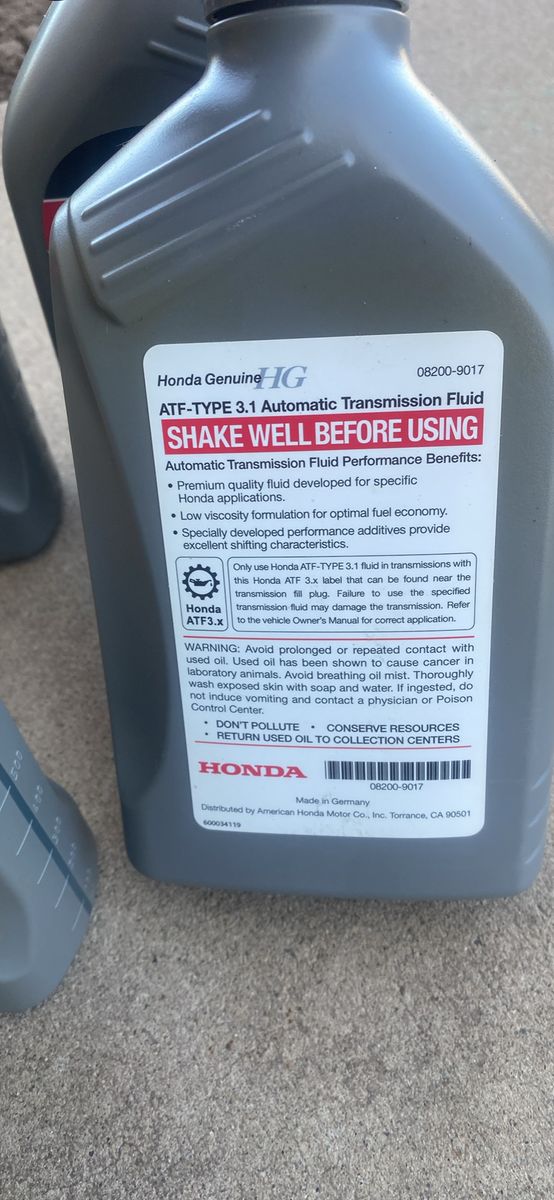 Honda Genuine HG 08200-9017
ATF-TYPE 3.1 Automatic Transmission Fluid
SHAKE WELL BEFORE USING
Automatic Transmission Fluid Performance Benefits:
• Premium quality fluid developed for specific
Honda applications.
• Low viscosity formulation for optimal fuel economy.
• Specially developed performance additives provide
excellent shifting characteristics.
Honda
ATF3.x
Only use Honda ATF-TYPE 3.1 fluid in transmissions with
this Honda ATF 3.x label that can be found near the
transmission fill plug. Failure to use the specified
transmission fluid may damage the transmission. Refer
to the vehicle Owner's Manual for correct application.
WARNING: Avoid prolonged or repeated contact with
used oil. Used oil has been shown to cause cancer in
laboratory animals. Avoid breathing oil mist. Thoroughly
wash exposed skin with soap and water. If ingested, do
not induce vomiting and contact a physician or Poison
Control Center.
• DON'T POLLUTE • CONSERVE RESOURCES
• RETURN USED OIL TO COLLECTION CENTERS
HONDA
08200-9017
Made in Germany
Distributed by American Honda Motor Co., Inc. Torrance, CA 90501
600034119